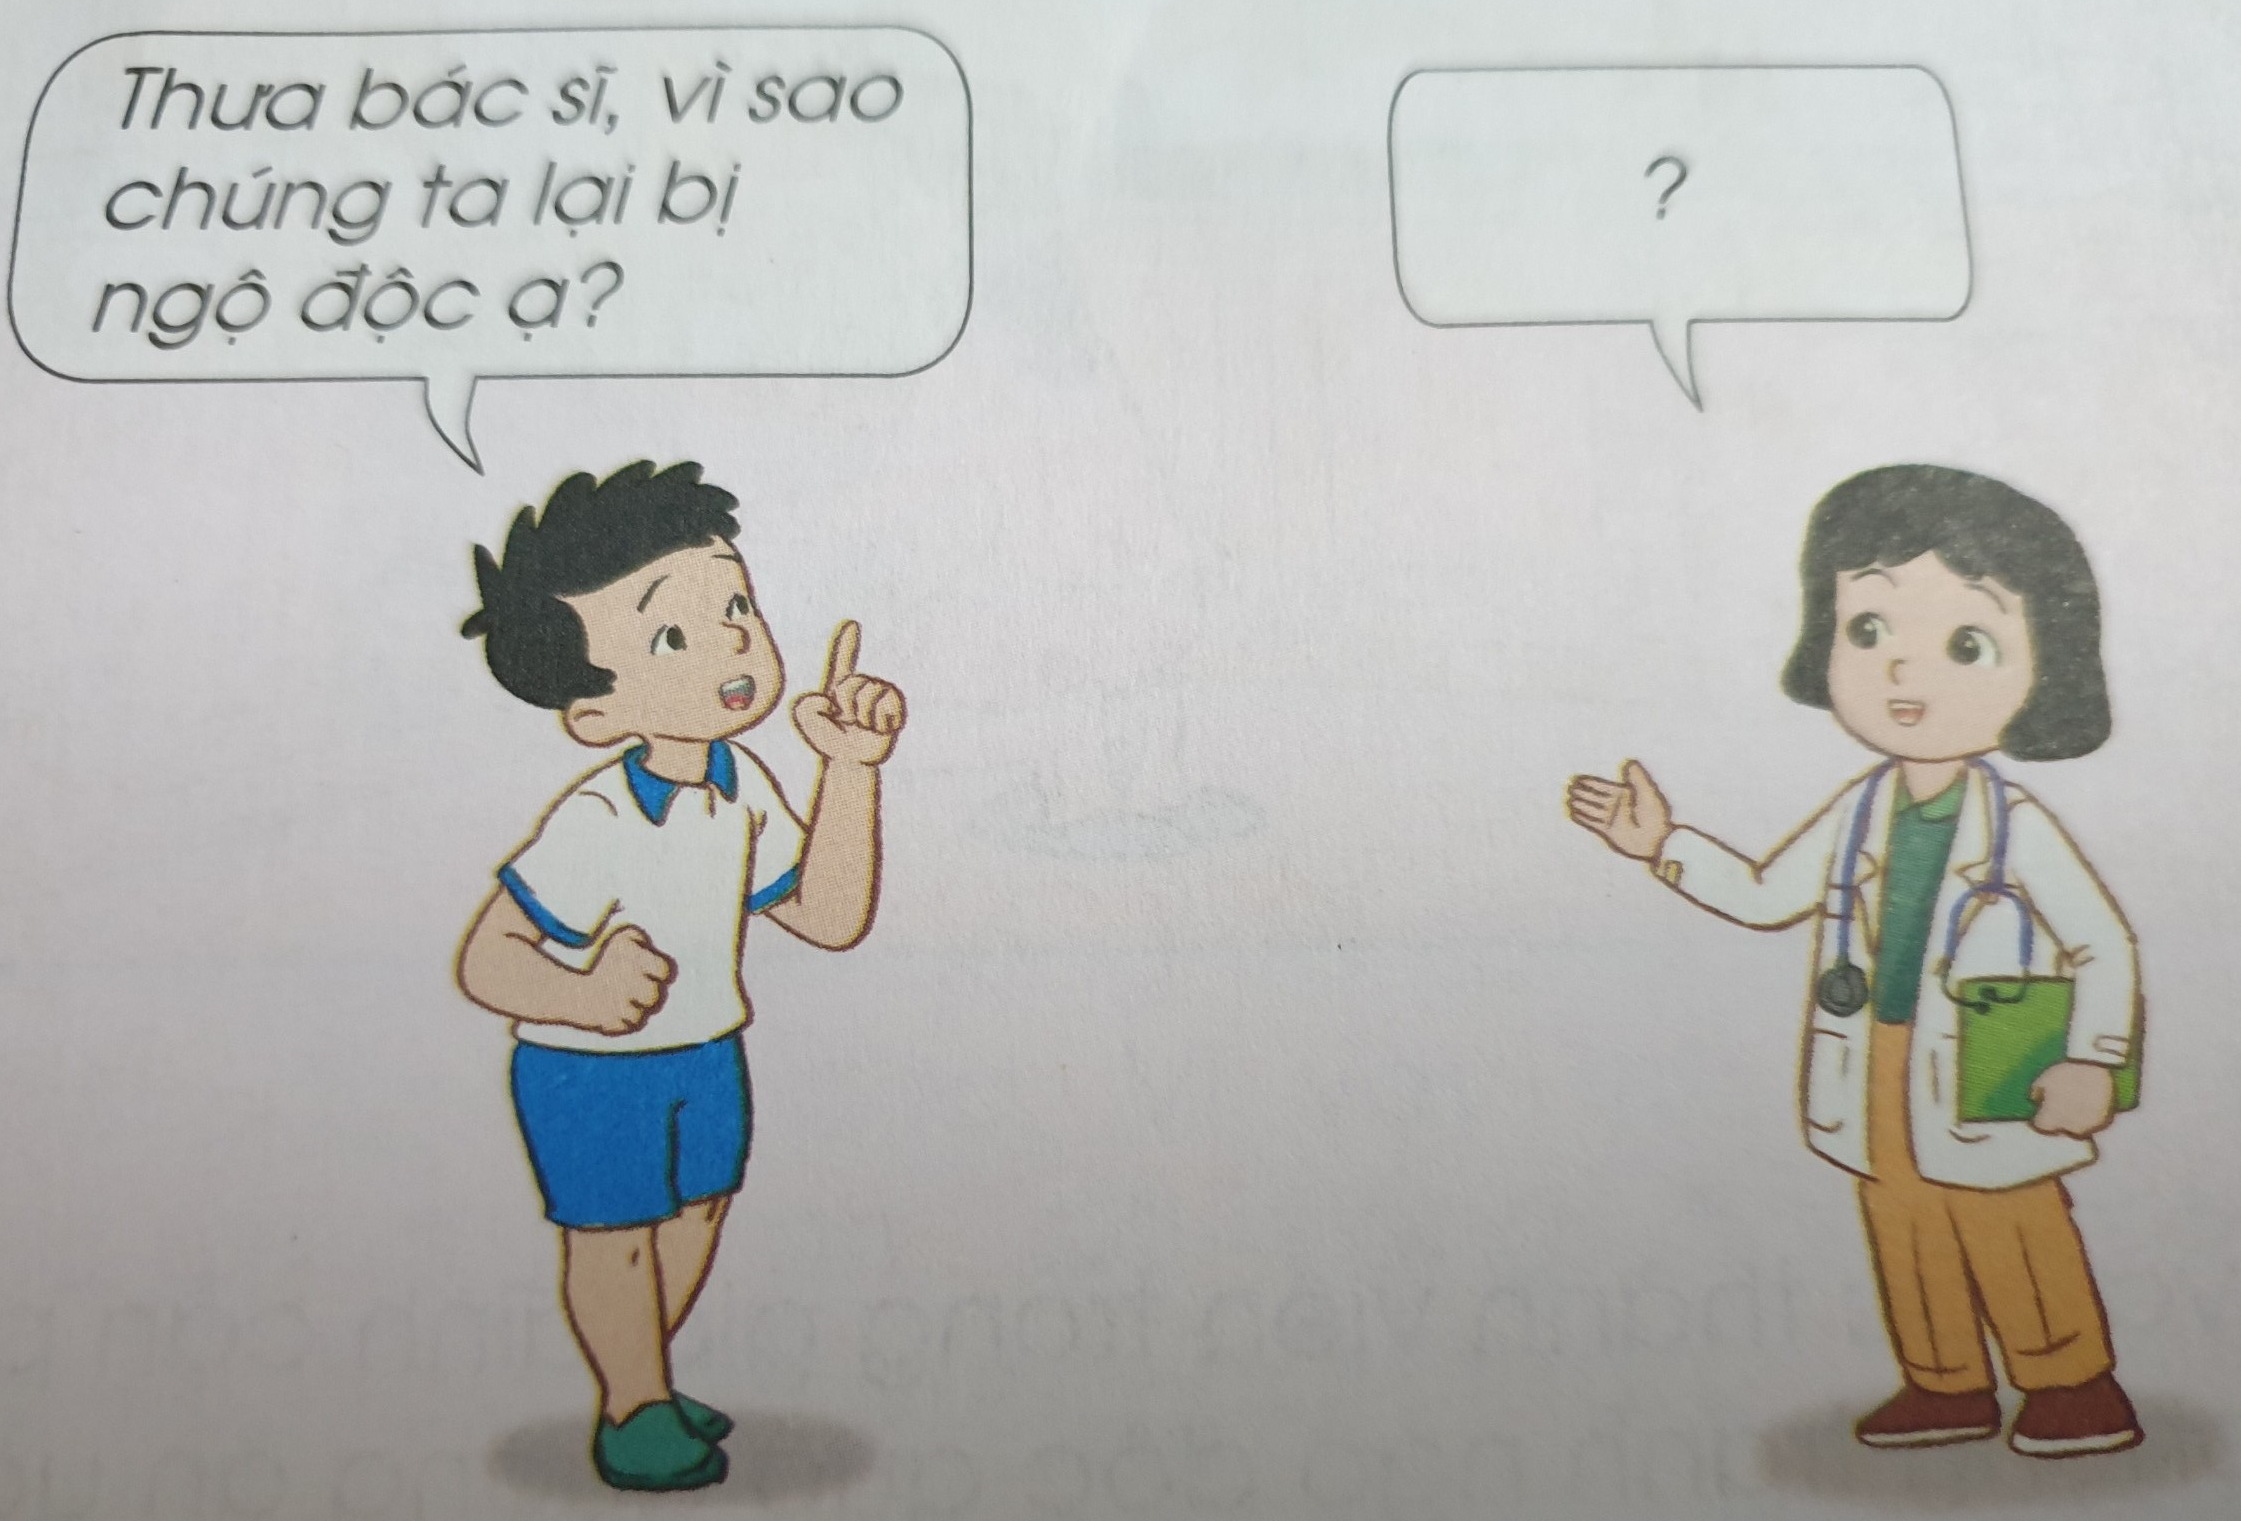 Thưa bác sĩ, vì sao
chúng ta lại bị
ngộ độc ạ?
?